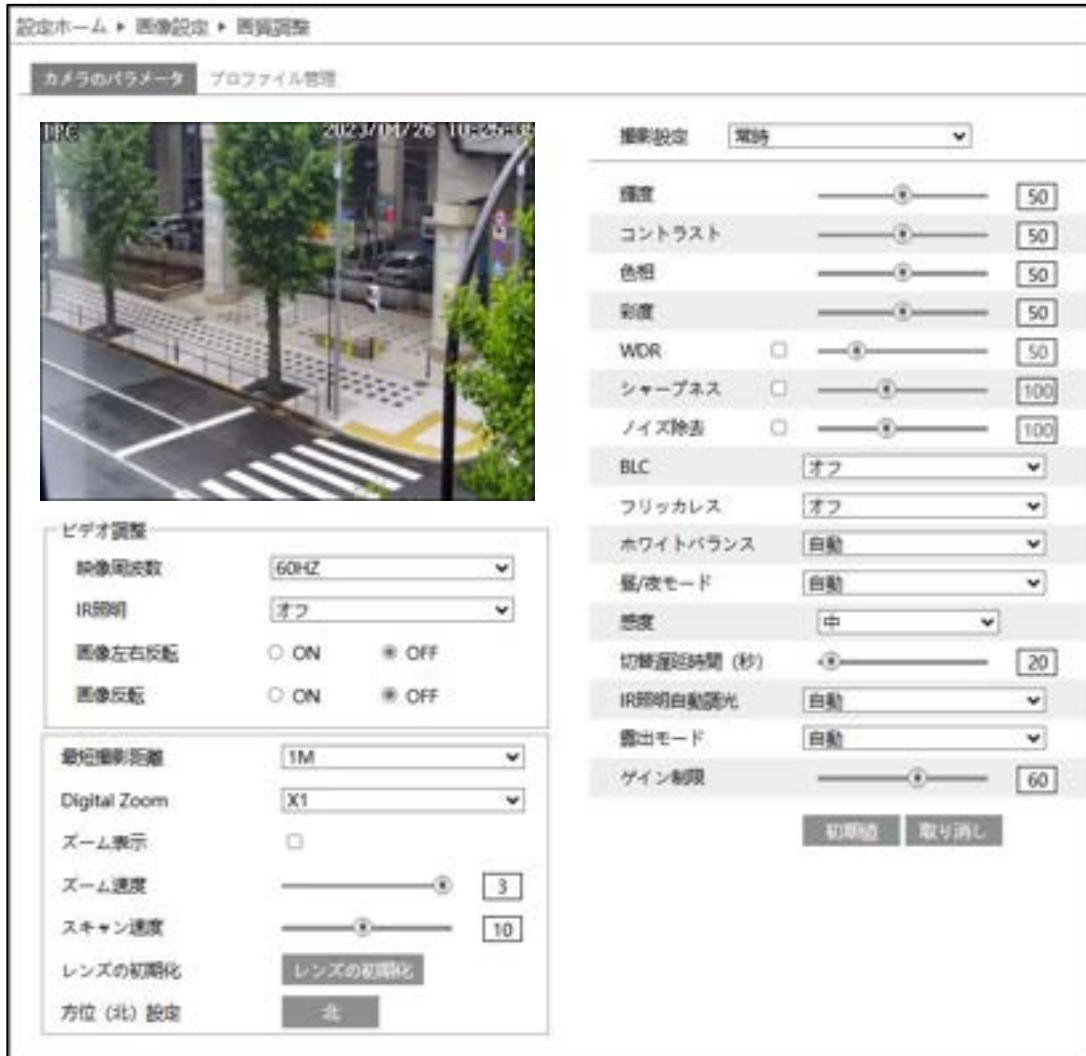 設定ホーム ▸ 画像設定 ▸ 画質調整
カメラのパラメータ プロファイル管理
IPC 2023/04/26
撮影設定 常時
輝度 50
コントラスト 50
色相 50
彩度 50
WDR 50
シャープネス 100
ノイズ除去 100
BLC オフ
フリッカレス オフ
ホワイトバランス 自動
昼/夜モード 自動
感度 中
切替遅延時間（秒） 20
IR照明自動調光 自動
露出モード 自動
ゲイン制限 60
初期値 取り消し
ビデオ調整
映像周波数 60HZ
IR照明 オフ
画像左右反転 ON OFF
画像反転 ON OFF
最短撮影距離 1M
Digital Zoom X1
ズーム表示
ズーム速度 3
スキャン速度 10
レンズの初期化 レンズの初期化
方位（北）設定 北